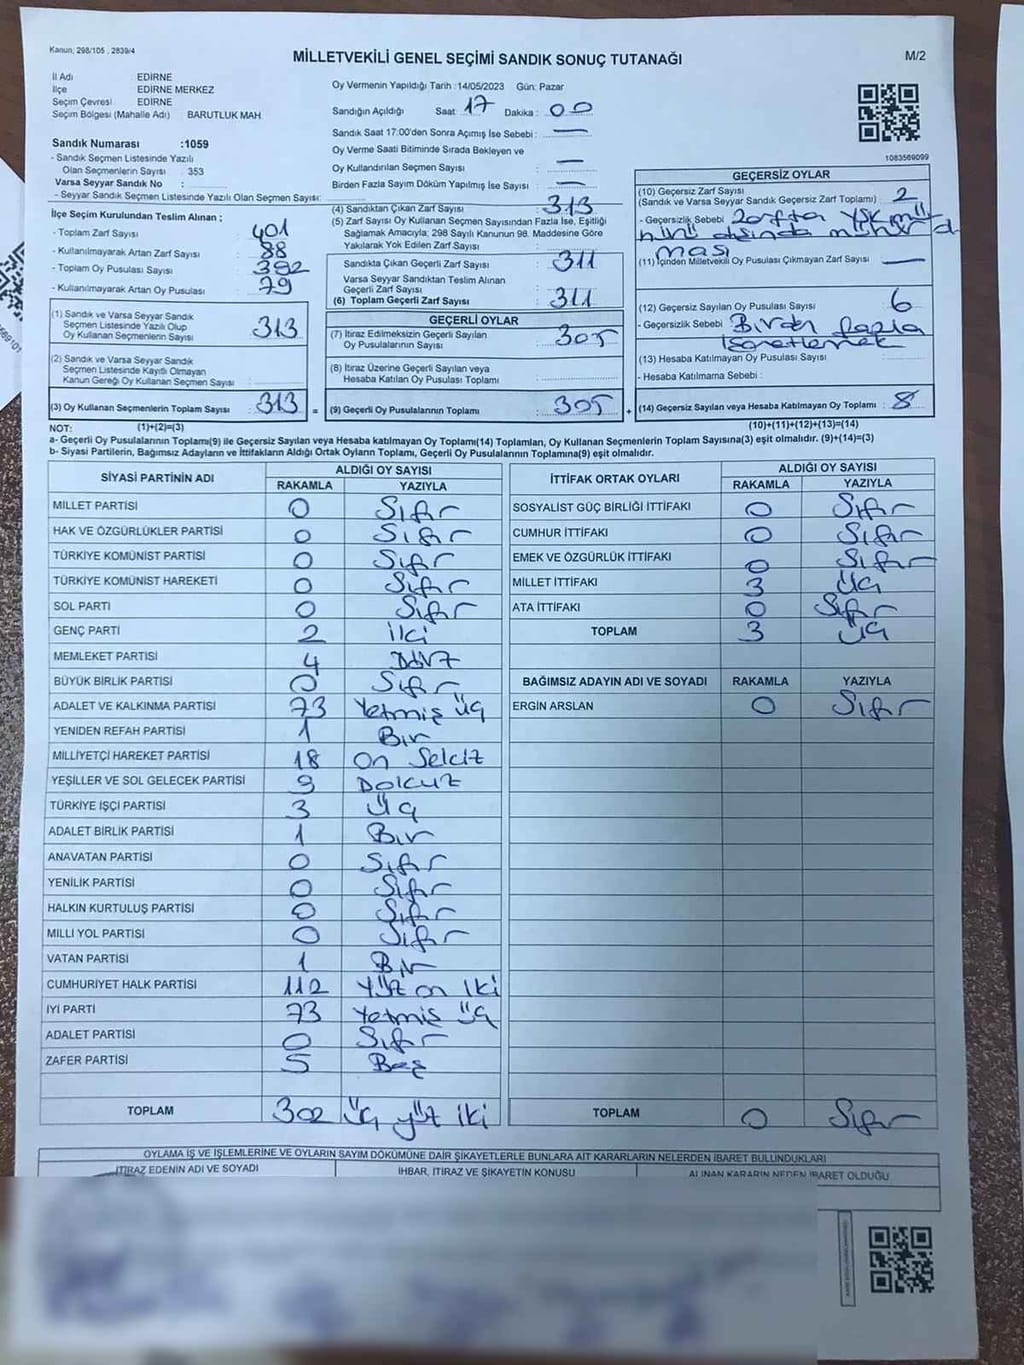 Kanun; 298/105 , 2839/4
MİLLETVEKİLİ GENEL SEÇİMİ SANDIK SONUÇ TUTANAĞI
M/2
İl Adı EDİRNE
İlçe EDİRNE MERKEZ
Seçim Çevresi EDİRNE
Seçim Bölgesi (Mahalle Adı) BARUTLUK MAH.
Oy Vermenin Yapıldığı Tarih :14/05/2023 Gün: Pazar
Sandığın Açıldığı Saat: 17 Dakika : 00
Sandık Saat 17:00'den Sonra Açımış İse Sebebi : —
Oy Verme Saati Bitiminde Sırada Bekleyen ve
Oy Kullandırılan Seçmen Sayısı : —
Birden Fazla Sayım Döküm Yapılmış İse Sayısı : —
1083569099
Sandık Numarası :1059
- Sandık Seçmen Listesinde Yazılı
Olan Seçmenlerin Sayısı : 353
Varsa Seyyar Sandık No :
- Seyyar Sandık Seçmen Listesinde Yazılı Olan Seçmen Sayısı:
İlçe Seçim Kurulundan Teslim Alınan ;
- Toplam Zarf Sayısı : 401
- Kullanılmayarak Artan Zarf Sayısı : 88
- Toplam Oy Pusulası Sayısı : 392
- Kullanılmayarak Artan Oy Pusulası : 79
(1) Sandık ve Varsa Seyyar Sandık
Seçmen Listesinde Yazılı Olup
Oy Kullanan Seçmenlerin Sayısı : 313
(2) Sandık ve Varsa Seyyar Sandık
Seçmen Listesinde Kayıtlı Olmayan
Kanun Gereği Oy Kullanan Seçmen Sayısı :
(3) Oy Kullanan Seçmenlerin Toplam Sayısı : 313 =
(4) Sandıktan Çıkan Zarf Sayısı : 313
(5) Zarf Sayısı Oy Kullanan Seçmen Sayısından Fazla İse, Eşitliği
Sağlamak Amacıyla; 298 Sayılı Kanunun 98. Maddesine Göre
Yakılarak Yok Edilen Zarf Sayısı :
Sandıkta Çıkan Geçerli Zarf Sayısı : 311
Varsa Seyyar Sandıktan Teslim Alınan
Geçerli Zarf Sayısı :
(6) Toplam Geçerli Zarf Sayısı : 311
GEÇERLİ OYLAR
(7) İtiraz Edilmeksizin Geçerli Sayılan
Oy Pusulalarının Sayısı : 305
(8) İtiraz Üzerine Geçerli Sayılan veya
Hesaba Katılan Oy Pusulası Toplamı :
(9) Geçerli Oy Pusulalarının Toplamı : 305 +
GEÇERSİZ OYLAR
(10) Geçersiz Zarf Sayısı
(Sandık ve Varsa Seyyar Sandık Geçersiz Zarf Toplamı) : 2
- Geçersizlik Sebebi : Zarfta YSK müh
rünü dışında mühür ol
ması
(11) İçinden Milletvekili Oy Pusulası Çıkmayan Zarf Sayısı : —
(12) Geçersiz Sayılan Oy Pusulası Sayısı : 6
- Geçersizlik Sebebi : Birden fazla
İşaretlemek
(13) Hesaba Katılmayan Oy Pusulası Sayısı :
- Hesaba Katılmama Sebebi :
(14) Geçersiz Sayılan veya Hesaba Katılmayan Oy Toplamı : 8
NOT: (1)+(2)=(3) (10)+(11)+(12)+(13)=(14)
a- Geçerli Oy Pusulalarının Toplamı(9) ile Geçersiz Sayılan veya Hesaba katılmayan Oy Toplamı(14) Toplamları, Oy Kullanan Seçmenlerin Toplam Sayısına(3) eşit olmalıdır. (9)+(14)=(3)
b- Siyasi Partilerin, Bağımsız Adayların ve İttifakların Aldığı Ortak Oyların Toplamı, Geçerli Oy Pusulalarının Toplamına(9) eşit olmalıdır.
SİYASİ PARTİNİN ADI ALDIĞI OY SAYISI
RAKAMLA YAZIYLA
MİLLET PARTİSİ 0 Sıfır
HAK VE ÖZGÜRLÜKLER PARTİSİ 0 Sıfır
TÜRKİYE KOMÜNİST PARTİSİ 0 Sıfır
TÜRKİYE KOMÜNİST HAREKETİ 0 Sıfır
SOL PARTİ 0 Sıfır
GENÇ PARTİ 2 İki
MEMLEKET PARTİSİ 4 Dört
BÜYÜK BİRLİK PARTİSİ 0 Sıfır
ADALET VE KALKINMA PARTİSİ 73 Yetmiş Üç
YENİDEN REFAH PARTİSİ 1 Bir
MİLLİYETÇİ HAREKET PARTİSİ 18 On Sekiz
YEŞİLLER VE SOL GELECEK PARTİSİ 9 Dokuz
TÜRKİYE İŞÇİ PARTİSİ 3 Üç
ADALET BİRLİK PARTİSİ 1 Bir
ANAVATAN PARTİSİ 0 Sıfır
YENİLİK PARTİSİ 0 Sıfır
HALKIN KURTULUŞ PARTİSİ 0 Sıfır
MİLLİ YOL PARTİSİ 0 Sıfır
VATAN PARTİSİ 1 Bir
CUMHURİYET HALK PARTİSİ 112 Yüz on iki
İYİ PARTİ 73 Yetmiş üç
ADALET PARTİSİ 0 Sıfır
ZAFER PARTİSİ 5 Beş
TOPLAM 302 üç yüz iki
İTTİFAK ORTAK OYLARI ALDIĞI OY SAYISI
RAKAMLA YAZIYLA
SOSYALİST GÜÇ BİRLİĞİ İTTİFAKI 0 Sıfır
CUMHUR İTTİFAKI 0 Sıfır
EMEK VE ÖZGÜRLÜK İTTİFAKI 0 Sıfır
MİLLET İTTİFAKI 3 Üç
ATA İTTİFAKI 0 Sıfır
TOPLAM 3 Üç
BAĞIMSIZ ADAYIN ADI VE SOYADI RAKAMLA YAZIYLA
ERGİN ARSLAN 0 Sıfır
TOPLAM 0 Sıfır
OYLAMA İŞ VE İŞLEMLERİNE VE OYLARIN SAYIM DÖKÜMÜNE DAİR ŞİKAYETLERLE BUNLARA AİT KARARLARIN NELERDEN İBARET BULUNDUKLARI
İTİRAZ EDENİN ADI VE SOYADI İHBAR, İTİRAZ VE ŞİKAYETİN KONUSU ALINAN KARARIN NEDEN İBARET OLDUĞU